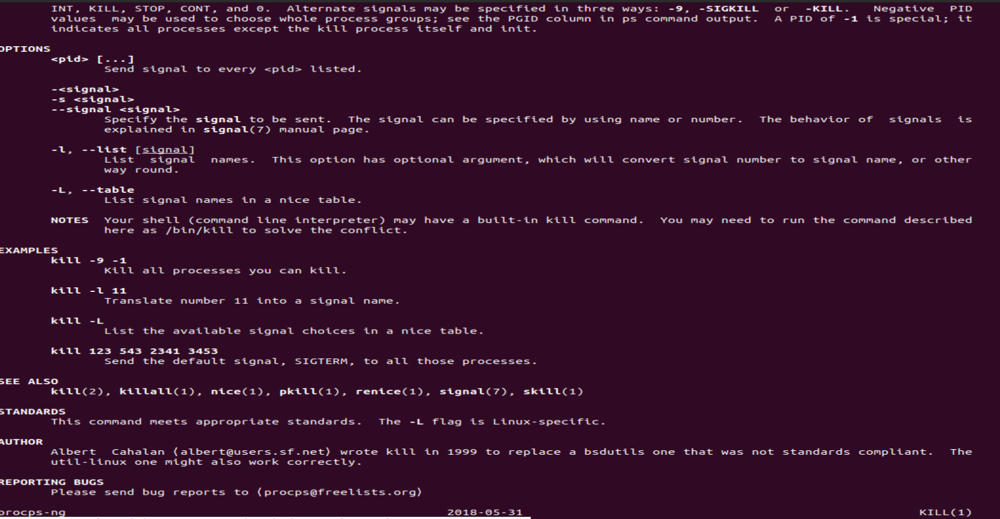 INT, KILL, STOP, CONT, and 0.  Alternate signals may be specified in three ways: -9, -SIGKILL  or  -KILL.   Negative  PID
values  may be used to choose whole process groups; see the PGID column in ps command output.  A PID of -1 is special; it
indicates all processes except the kill process itself and init.
OPTIONS
<pid> [...]
Send signal to every <pid> listed.
-<signal>
-s <signal>
--signal <signal>
Specify the signal to be sent.  The signal can be specified by using name or number.  The behavior of  signals  is
explained in signal(7) manual page.
-l, --list [signal]
List  signal  names.  This option has optional argument, which will convert signal number to signal name, or other
way round.
-L, --table
List signal names in a nice table.
NOTES  Your shell (command line interpreter) may have a built-in kill command.  You may need to run the command described
here as /bin/kill to solve the conflict.
EXAMPLES
kill -9 -1
Kill all processes you can kill.
kill -l 11
Translate number 11 into a signal name.
kill -L
List the available signal choices in a nice table.
kill 123 543 2341 3453
Send the default signal, SIGTERM, to all those processes.
SEE ALSO
kill(2), killall(1), nice(1), pkill(1), renice(1), signal(7), skill(1)
STANDARDS
This command meets appropriate standards.  The -L flag is Linux-specific.
AUTHOR
Albert  Cahalan ⟨albert@users.sf.net⟩ wrote kill in 1999 to replace a bsdutils one that was not standards compliant.  The
util-linux one might also work correctly.
REPORTING BUGS
Please send bug reports to ⟨procps@freelists.org⟩
procps-ng 2018-05-31 KILL(1)